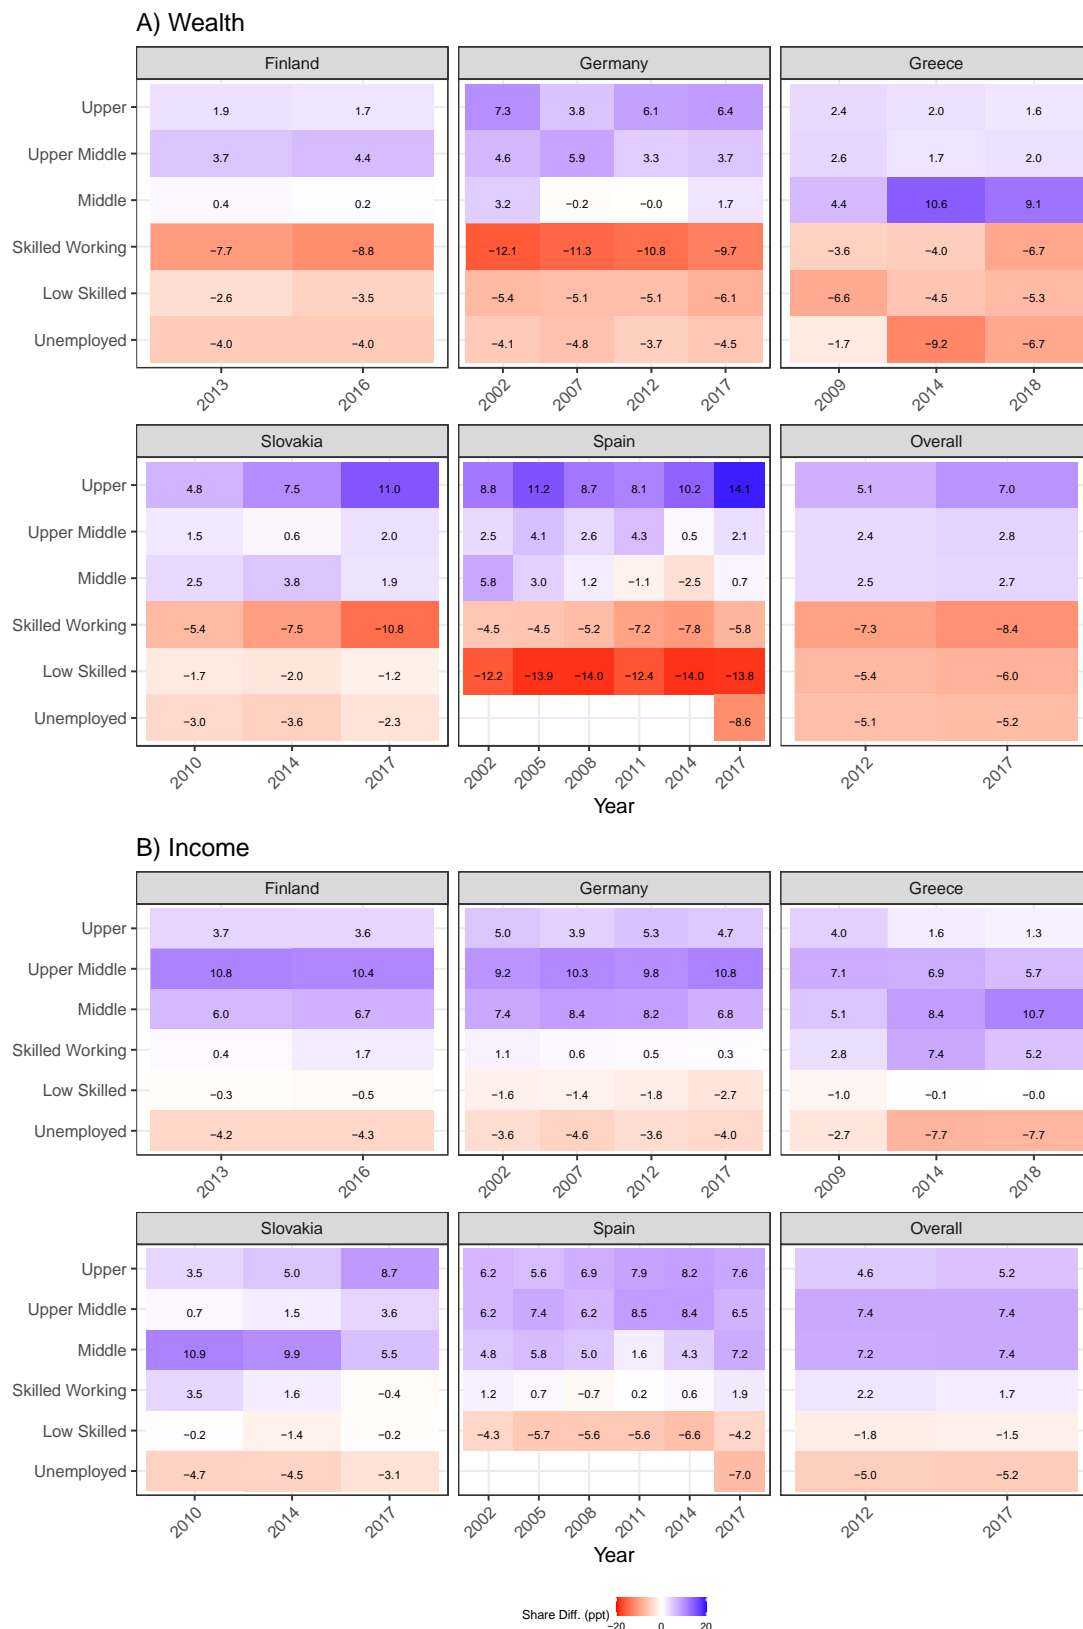 A) Wealth
Finland Germany Greece
Upper 1.9 1.7 7.3 3.8 6.1 6.4 2.4 2.0 1.6
Upper Middle 3.7 4.4 4.6 5.9 3.3 3.7 2.6 1.7 2.0
Middle 0.4 0.2 3.2 −0.2 −0.0 1.7 4.4 10.6 9.1
Skilled Working −7.7 −8.8 −12.1 −11.3 −10.8 −9.7 −3.6 −4.0 −6.7
Low Skilled −2.6 −3.5 −5.4 −5.1 −5.1 −6.1 −6.6 −4.5 −5.3
Unemployed −4.0 −4.0 −4.1 −4.8 −3.7 −4.5 −1.7 −9.2 −6.7
2013 2016 2002 2007 2012 2017 2009 2014 2018
Slovakia Spain Overall
Upper 4.8 7.5 11.0 8.8 11.2 8.7 8.1 10.2 14.1 5.1 7.0
Upper Middle 1.5 0.6 2.0 2.5 4.1 2.6 4.3 0.5 2.1 2.4 2.8
Middle 2.5 3.8 1.9 5.8 3.0 1.2 −1.1 −2.5 0.7 2.5 2.7
Skilled Working −5.4 −7.5 −10.8 −4.5 −4.5 −5.2 −7.2 −7.8 −5.8 −7.3 −8.4
Low Skilled −1.7 −2.0 −1.2 −12.2 −13.9 −14.0 −12.4 −14.0 −13.8 −5.4 −6.0
Unemployed −3.0 −3.6 −2.3 −8.6 −5.1 −5.2
2010 2014 2017 2002 2005 2008 2011 2014 2017 2012 2017
Year
B) Income
Finland Germany Greece
Upper 3.7 3.6 5.0 3.9 5.3 4.7 4.0 1.6 1.3
Upper Middle 10.8 10.4 9.2 10.3 9.8 10.8 7.1 6.9 5.7
Middle 6.0 6.7 7.4 8.4 8.2 6.8 5.1 8.4 10.7
Skilled Working 0.4 1.7 1.1 0.6 0.5 0.3 2.8 7.4 5.2
Low Skilled −0.3 −0.5 −1.6 −1.4 −1.8 −2.7 −1.0 −0.1 −0.0
Unemployed −4.2 −4.3 −3.6 −4.6 −3.6 −4.0 −2.7 −7.7 −7.7
2013 2016 2002 2007 2012 2017 2009 2014 2018
Slovakia Spain Overall
Upper 3.5 5.0 8.7 6.2 5.6 6.9 7.9 8.2 7.6 4.6 5.2
Upper Middle 0.7 1.5 3.6 6.2 7.4 6.2 8.5 8.4 6.5 7.4 7.4
Middle 10.9 9.9 5.5 4.8 5.8 5.0 1.6 4.3 7.2 7.2 7.4
Skilled Working 3.5 1.6 −0.4 1.2 0.7 −0.7 0.2 0.6 1.9 2.2 1.7
Low Skilled −0.2 −1.4 −0.2 −4.3 −5.7 −5.6 −5.6 −6.6 −4.2 −1.8 −1.5
Unemployed −4.7 −4.5 −3.1 −7.0 −5.0 −5.2
2010 2014 2017 2002 2005 2008 2011 2014 2017 2012 2017
Year
Share Diff. (ppt)
−20 0 20